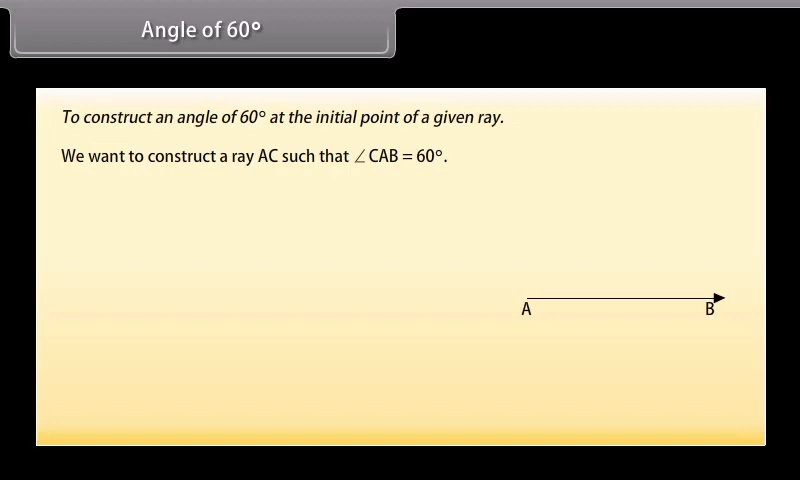 Angle of 60°
To construct an angle of 60° at the initial point of a given ray.
We want to construct a ray AC such that ∠CAB = 60°.
A B